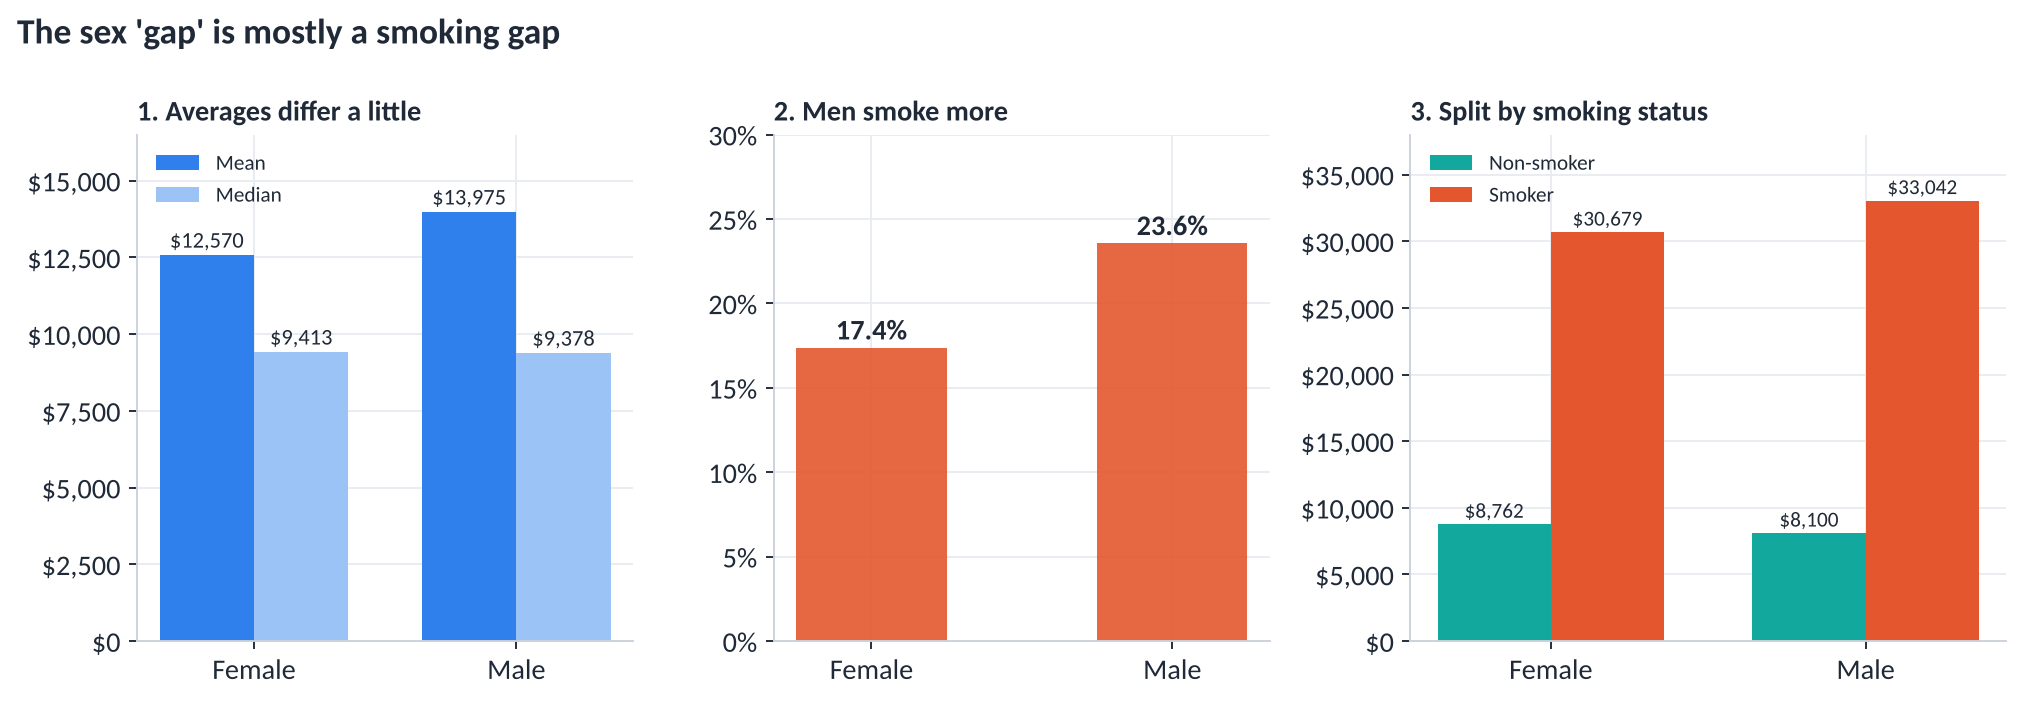 The sex 'gap' is mostly a smoking gap
1. Averages differ a little
Mean
Median
$15,000
$12,500
$10,000
$7,500
$5,000
$2,500
$0
$12,570
$9,413
$13,975
$9,378
Female
Male
2. Men smoke more
30%
25%
20%
15%
10%
5%
0%
17.4%
23.6%
Female
Male
3. Split by smoking status
Non-smoker
Smoker
$35,000
$30,000
$25,000
$20,000
$15,000
$10,000
$5,000
$0
$8,762
$30,679
$8,100
$33,042
Female
Male